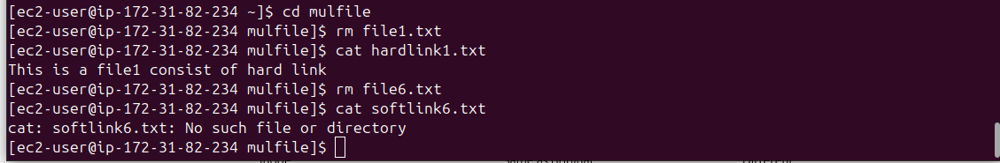 [ec2-user@ip-172-31-82-234 ~]$ cd mulfile
[ec2-user@ip-172-31-82-234 mulfile]$ rm file1.txt
[ec2-user@ip-172-31-82-234 mulfile]$ cat hardlink1.txt
This is a file1 consist of hard link
[ec2-user@ip-172-31-82-234 mulfile]$ rm file6.txt
[ec2-user@ip-172-31-82-234 mulfile]$ cat softlink6.txt
cat: softlink6.txt: No such file or directory
[ec2-user@ip-172-31-82-234 mulfile]$